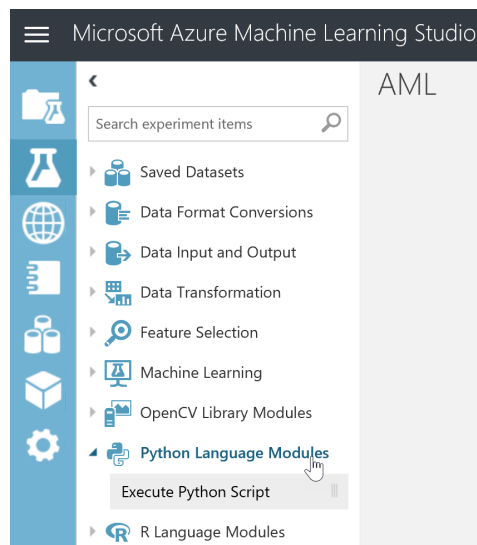 Microsoft Azure Machine Learning Studio
AML
Search experiment items
Saved Datasets
Data Format Conversions
Data Input and Output
Data Transformation
Feature Selection
Machine Learning
OpenCV Library Modules
Python Language Modules
Execute Python Script
R Language Modules